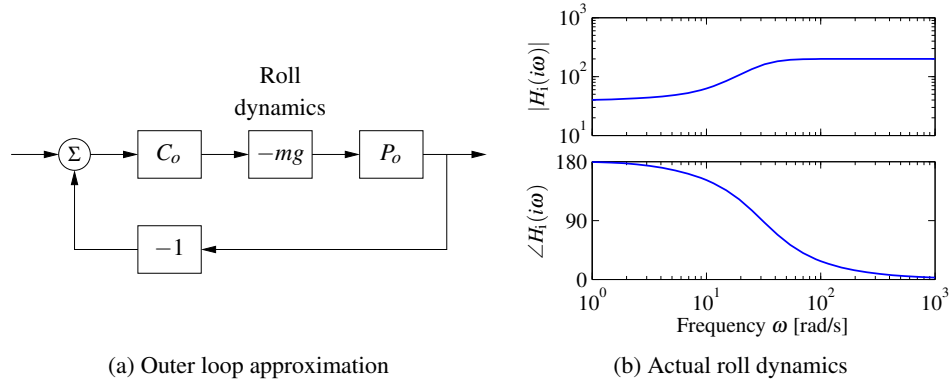 Roll
dynamics
Σ
C_o
−mg
P_o
−1
(a) Outer loop approximation
10^3
10^2
10^1
|H_i(iω)|
180
90
0
∠H_i(iω)
10^0 10^1 10^2 10^3
Frequency ω [rad/s]
(b) Actual roll dynamics